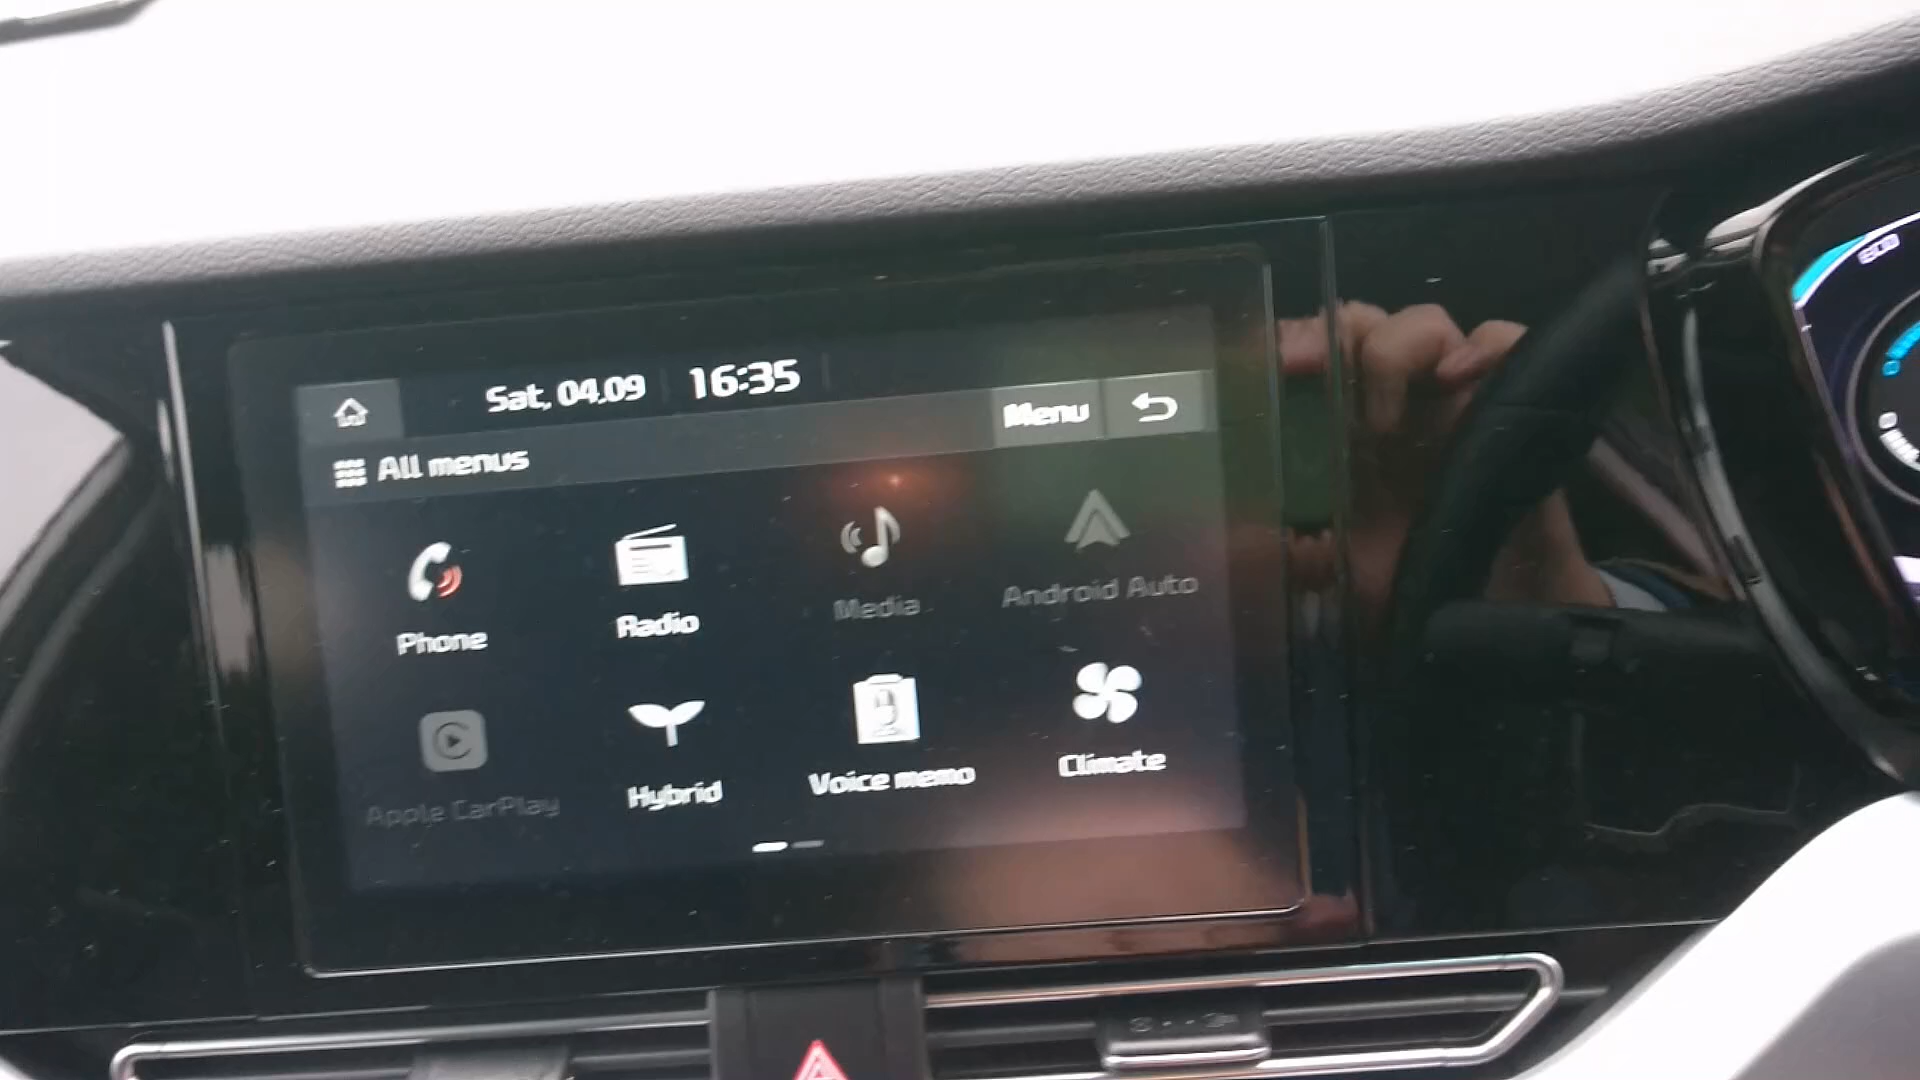 Sat, 04.09 16:35
Menu
All menus
Phone
Radio
Media
Android Auto
Apple CarPlay
Hybrid
Voice memo
Climate
ECO